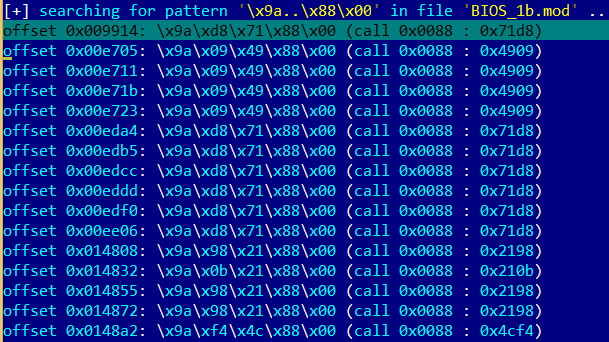 [+] searching for pattern '\x9a..\x88\x00' in file 'BIOS_1b.mod' ..
offset 0x009914: \x9a\xd8\x71\x88\x00 (call 0x0088 : 0x71d8)
offset 0x00e705: \x9a\x09\x49\x88\x00 (call 0x0088 : 0x4909)
offset 0x00e711: \x9a\x09\x49\x88\x00 (call 0x0088 : 0x4909)
offset 0x00e71b: \x9a\x09\x49\x88\x00 (call 0x0088 : 0x4909)
offset 0x00e723: \x9a\x09\x49\x88\x00 (call 0x0088 : 0x4909)
offset 0x00eda4: \x9a\xd8\x71\x88\x00 (call 0x0088 : 0x71d8)
offset 0x00edb5: \x9a\xd8\x71\x88\x00 (call 0x0088 : 0x71d8)
offset 0x00edcc: \x9a\xd8\x71\x88\x00 (call 0x0088 : 0x71d8)
offset 0x00eddd: \x9a\xd8\x71\x88\x00 (call 0x0088 : 0x71d8)
offset 0x00edf0: \x9a\xd8\x71\x88\x00 (call 0x0088 : 0x71d8)
offset 0x00ee06: \x9a\xd8\x71\x88\x00 (call 0x0088 : 0x71d8)
offset 0x014808: \x9a\x98\x21\x88\x00 (call 0x0088 : 0x2198)
offset 0x014832: \x9a\x0b\x21\x88\x00 (call 0x0088 : 0x210b)
offset 0x014855: \x9a\x98\x21\x88\x00 (call 0x0088 : 0x2198)
offset 0x014872: \x9a\x98\x21\x88\x00 (call 0x0088 : 0x2198)
offset 0x0148a2: \x9a\xf4\x4c\x88\x00 (call 0x0088 : 0x4cf4)